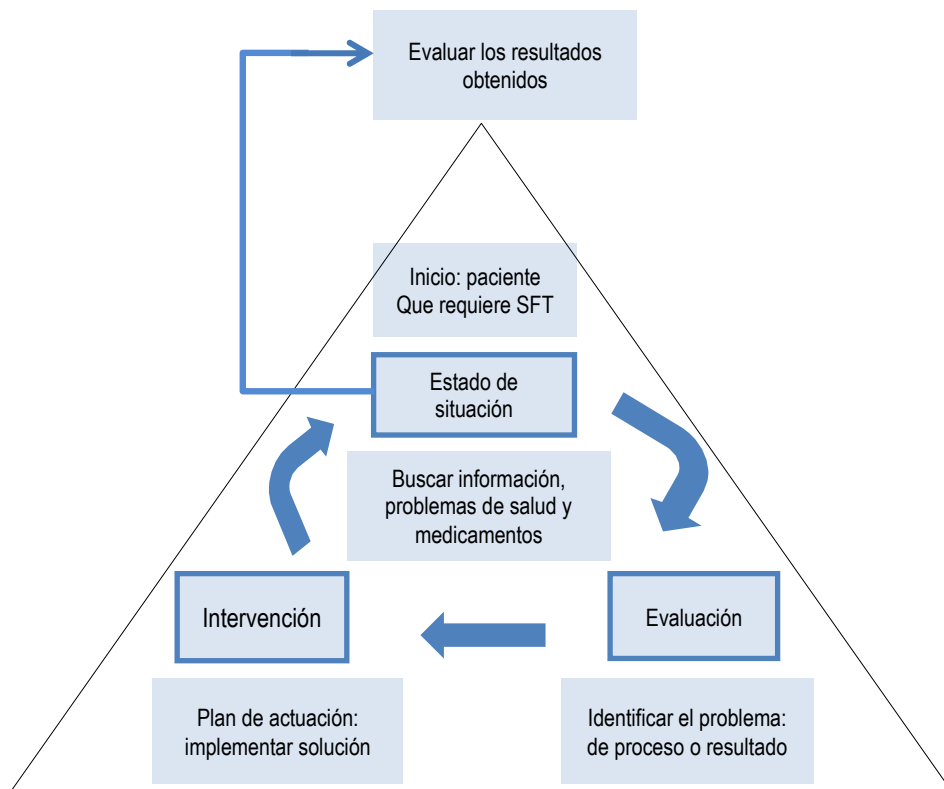 Evaluar los resultados
obtenidos
Inicio: paciente
Que requiere SFT
Estado de
situación
Buscar información,
problemas de salud y
medicamentos
Intervención
Evaluación
Plan de actuación:
implementar solución
Identificar el problema:
de proceso o resultado